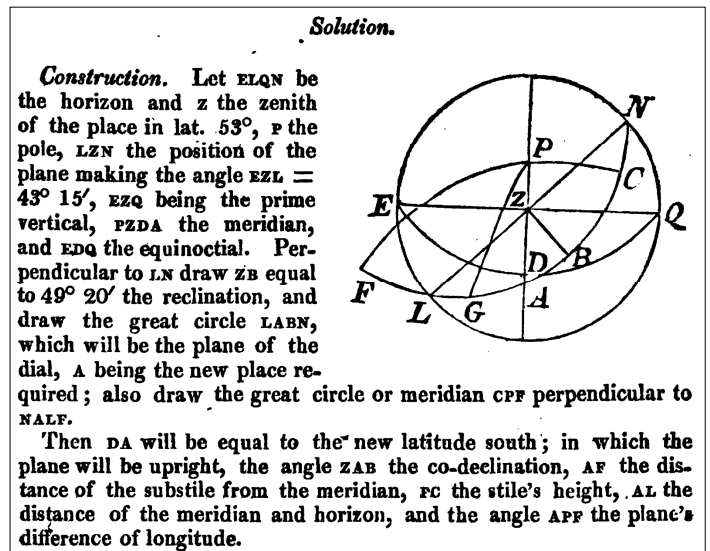 Solution.
Construction. Let ELQN be
the horizon and z the zenith
of the place in lat. 53°, P the
pole, LZN the position of the
plane making the angle EZL =
43° 15′, EZQ being the prime
vertical, PZDA the meridian,
and EDQ the equinoctial. Per-
pendicular to LN draw ZB equal
to 49° 20′ the reclination, and
draw the great circle LABN,
which will be the plane of the
dial, A being the new place re-
quired; also draw the great circle or meridian CPF perpendicular to
NALF.
Then DA will be equal to the new latitude south; in which the
plane will be upright, the angle ZAB the co-declination, AF the dis-
tance of the substile from the meridian, PC the stile's height, AL the
distance of the meridian and horizon, and the angle APF the plane's
difference of longitude.
N
P
C
E
Z
Q
B
D
F
L
G
A